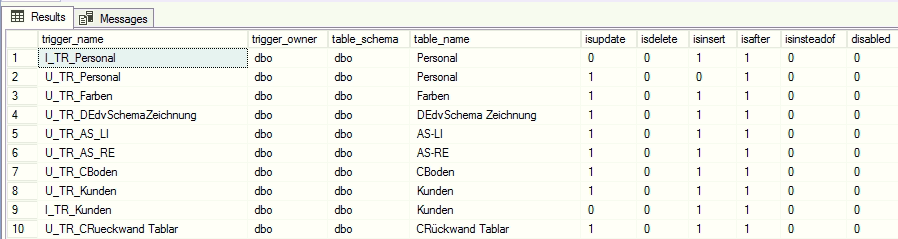 Results Messages
trigger_name trigger_owner table_schema table_name isupdate isdelete isinsert isafter isinsteadof disabled
1 I_TR_Personal dbo dbo Personal 0 0 1 1 0 0
2 U_TR_Personal dbo dbo Personal 1 0 0 1 0 0
3 U_TR_Farben dbo dbo Farben 1 0 1 1 0 0
4 U_TR_DEdvSchemaZeichnung dbo dbo DEdvSchema Zeichnung 1 0 1 1 0 0
5 U_TR_AS_LI dbo dbo AS-LI 1 0 1 1 0 0
6 U_TR_AS_RE dbo dbo AS-RE 1 0 1 1 0 0
7 U_TR_CBoden dbo dbo CBoden 1 0 1 1 0 0
8 U_TR_Kunden dbo dbo Kunden 1 0 1 1 0 0
9 I_TR_Kunden dbo dbo Kunden 0 0 1 1 0 0
10 U_TR_CRueckwand Tablar dbo dbo CRückwand Tablar 1 0 1 1 0 0